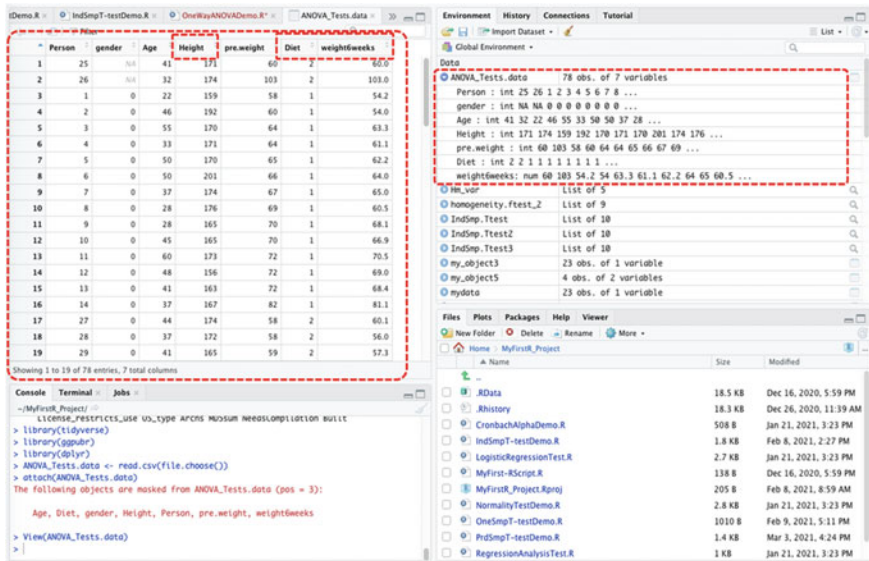 tDemo.R × IndSmpT-testDemo.R × OneWayANOVADemo.R* × ANOVA_Tests.data ×
Filter
Person gender Age Height pre.weight Diet weight6weeks
1 25 NA 41 171 60 2 60.0
2 26 NA 32 174 103 2 103.0
3 1 0 22 159 58 1 54.2
4 2 0 46 192 60 1 54.0
5 3 0 55 170 64 1 63.3
6 4 0 33 171 64 1 61.1
7 5 0 50 170 65 1 62.2
8 6 0 50 201 66 1 64.0
9 7 0 37 174 67 1 65.0
10 8 0 28 176 69 1 60.5
11 9 0 28 165 70 1 68.1
12 10 0 45 165 70 1 66.9
13 11 0 60 173 72 1 70.5
14 12 0 48 156 72 1 69.0
15 13 0 41 163 72 1 68.4
16 14 0 37 167 82 1 81.1
17 27 0 44 174 58 2 60.1
18 28 0 37 172 58 2 56.0
19 29 0 41 165 59 2 57.3
Showing 1 to 19 of 78 entries, 7 total columns
Console Terminal × Jobs ×
~/MyFirstR_Project/
License_restricts_use OS_type Archs MD5sum NeedsCompilation Built
> library(tidyverse)
> library(ggpubr)
> library(dplyr)
> ANOVA_Tests.data <- read.csv(file.choose())
> attach(ANOVA_Tests.data)
The following objects are masked from ANOVA_Tests.data (pos = 3):
Age, Diet, gender, Height, Person, pre.weight, weight6weeks
> View(ANOVA_Tests.data)
>
Environment History Connections Tutorial
Import Dataset List
Global Environment
Data
ANOVA_Tests.data 78 obs. of 7 variables
Person : int 25 26 1 2 3 4 5 6 7 8 ...
gender : int NA NA 0 0 0 0 0 0 0 0 ...
Age : int 41 32 22 46 55 33 50 50 37 28 ...
Height : int 171 174 159 192 170 171 170 201 174 176 ...
pre.weight : int 60 103 58 60 64 64 65 66 67 69 ...
Diet : int 2 2 1 1 1 1 1 1 1 1 ...
weight6weeks: num 60 103 54.2 54 63.3 61.1 62.2 64 65 60.5 ...
Hm_var List of 5
homogeneity.ftest_2 List of 9
IndSmp.Ttest List of 10
IndSmp.Ttest2 List of 10
IndSmp.Ttest3 List of 10
my_object3 23 obs. of 1 variable
my_object5 4 obs. of 2 variables
mydata 23 obs. of 1 variable
Files Plots Packages Help Viewer
New Folder Delete Rename More
Home MyFirstR_Project
Name Size Modified
..
.RData 18.5 KB Dec 16, 2020, 5:59 PM
.Rhistory 18.3 KB Dec 26, 2020, 11:39 AM
CronbachAlphaDemo.R 508 B Jan 21, 2021, 3:23 PM
IndSmpT-testDemo.R 1.8 KB Feb 8, 2021, 2:27 PM
LogisticRegressionTest.R 2.7 KB Jan 21, 2021, 3:23 PM
MyFirst-RScript.R 138 B Dec 16, 2020, 5:59 PM
MyFirstR_Project.Rproj 205 B Feb 8, 2021, 8:59 AM
NormalityTestDemo.R 2.8 KB Jan 21, 2021, 3:23 PM
OneSmpT-testDemo.R 1010 B Feb 9, 2021, 5:11 PM
PrdSmpT-testDemo.R 1.4 KB Mar 3, 2021, 4:24 PM
RegressionAnalysisTest.R 1 KB Jan 21, 2021, 3:23 PM